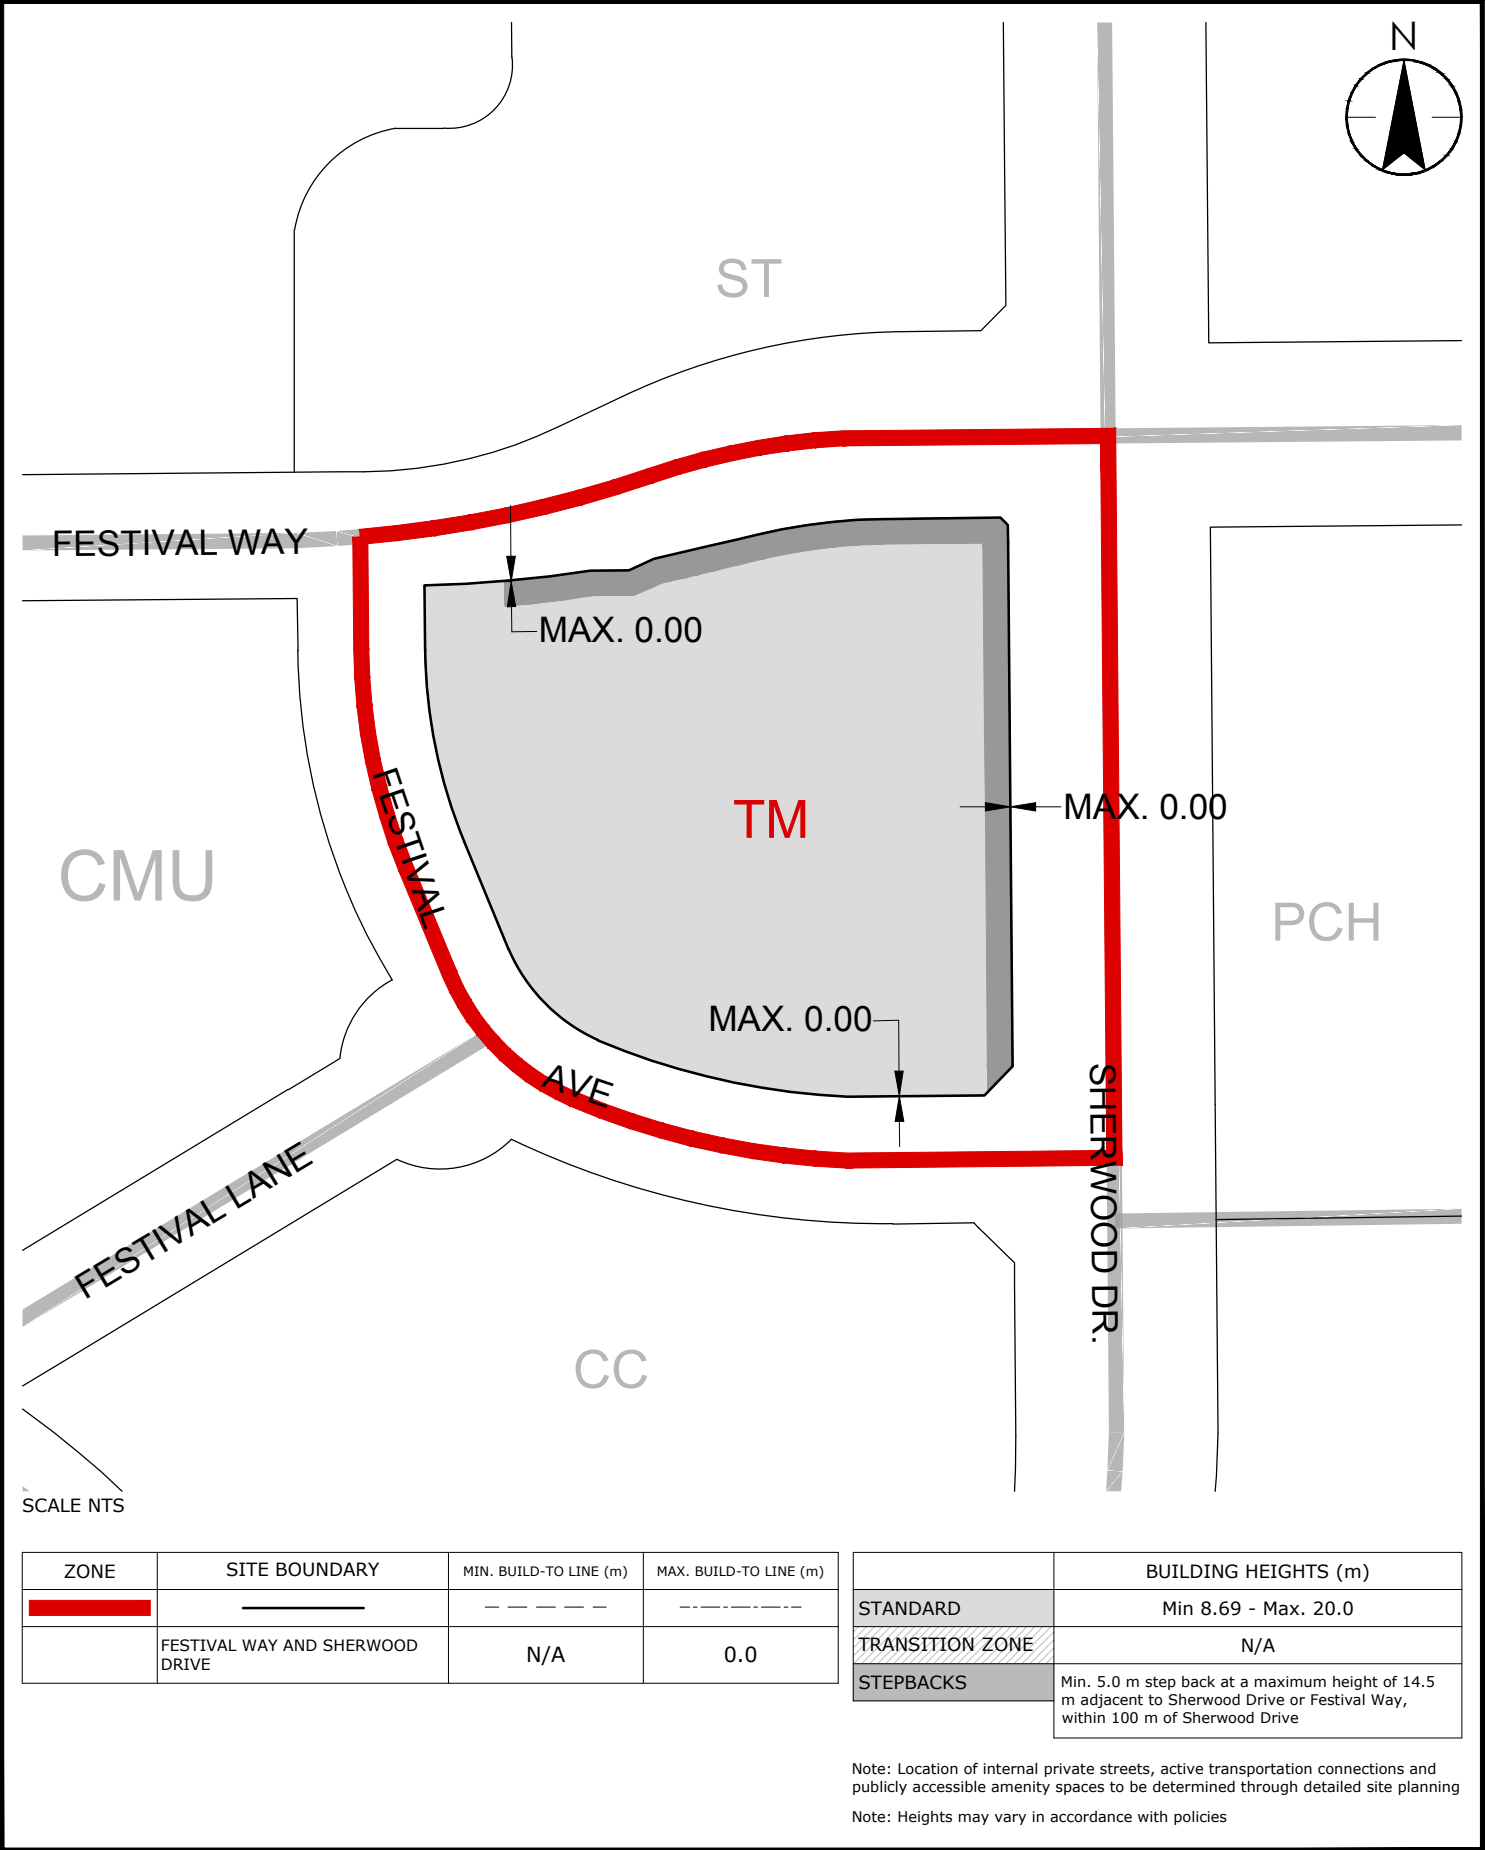 N
ST
FESTIVAL WAY
MAX. 0.00
FESTIVAL
TM
MAX. 0.00
CMU
PCH
MAX. 0.00
AVE
SHERWOOD DR.
FESTIVAL LANE
CC
SCALE NTS
ZONE SITE BOUNDARY MIN. BUILD-TO LINE (m) MAX. BUILD-TO LINE (m)
FESTIVAL WAY AND SHERWOOD
DRIVE
N/A 0.0
BUILDING HEIGHTS (m)
STANDARD Min 8.69 - Max. 20.0
TRANSITION ZONE N/A
STEPBACKS Min. 5.0 m step back at a maximum height of 14.5
m adjacent to Sherwood Drive or Festival Way,
within 100 m of Sherwood Drive
Note: Location of internal private streets, active transportation connections and
publicly accessible amenity spaces to be determined through detailed site planning
Note: Heights may vary in accordance with policies